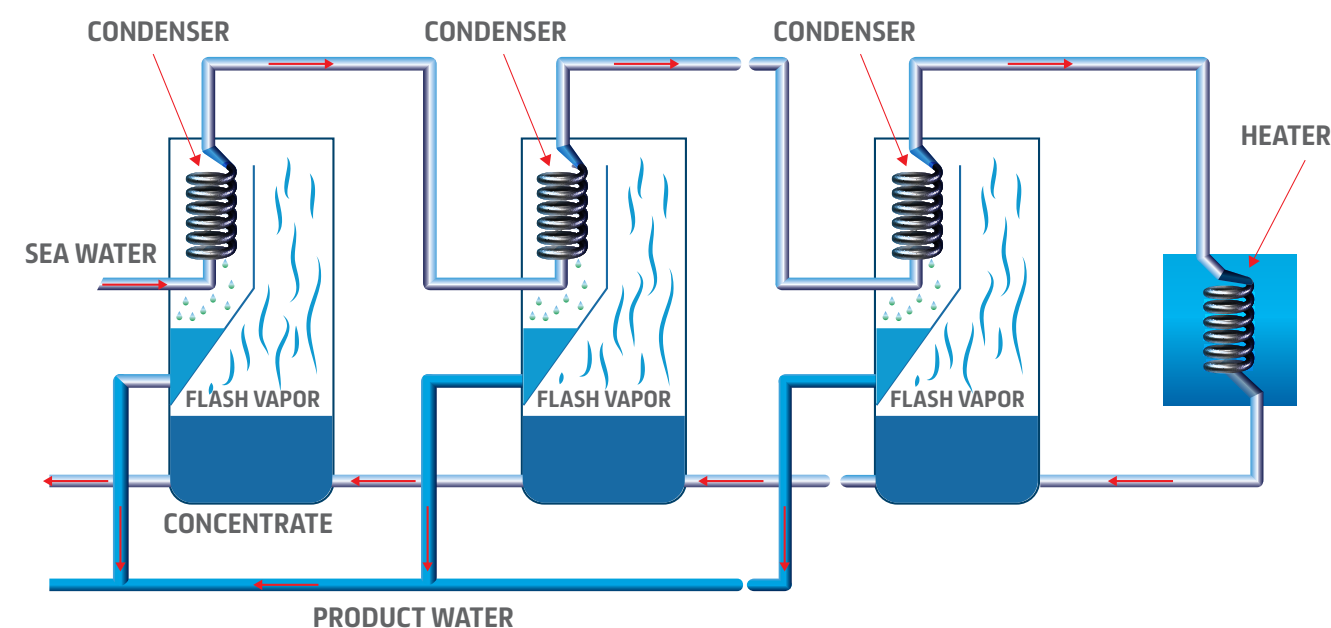 CONDENSER
CONDENSER
CONDENSER
HEATER
SEA WATER
FLASH VAPOR
FLASH VAPOR
FLASH VAPOR
CONCENTRATE
PRODUCT WATER